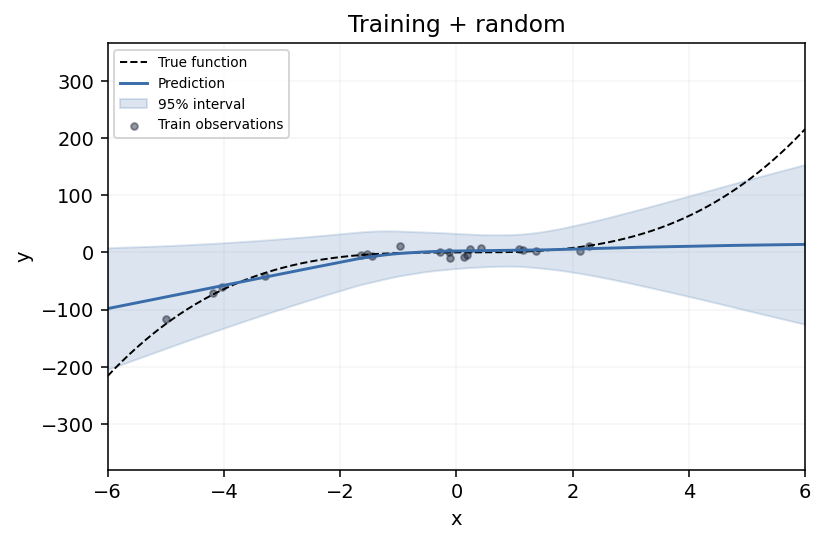 Training + random
True function
Prediction
95% interval
Train observations
300
200
100
0
−100
−200
−300
y
−6
−4
−2
0
2
4
6
x